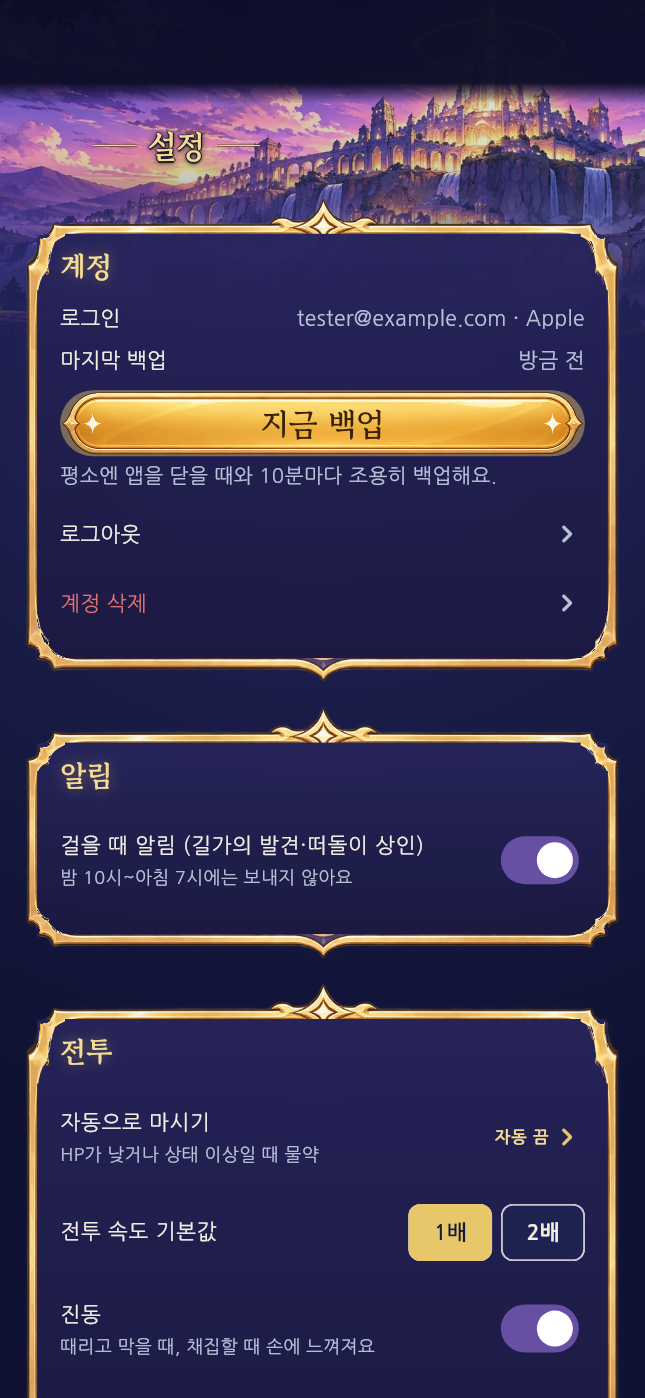 설정
계정
로그인 tester@example.com · Apple
마지막 백업 방금 전
지금 백업
평소엔 앱을 닫을 때와 10분마다 조용히 백업해요.
로그아웃
계정 삭제
알림
걸을 때 알림 (길가의 발견·떠돌이 상인)
밤 10시~아침 7시에는 보내지 않아요
전투
자동으로 마시기
HP가 낮거나 상태 이상일 때 물약
자동 끔
전투 속도 기본값 1배 2배
진동
때리고 막을 때, 채집할 때 손에 느껴져요